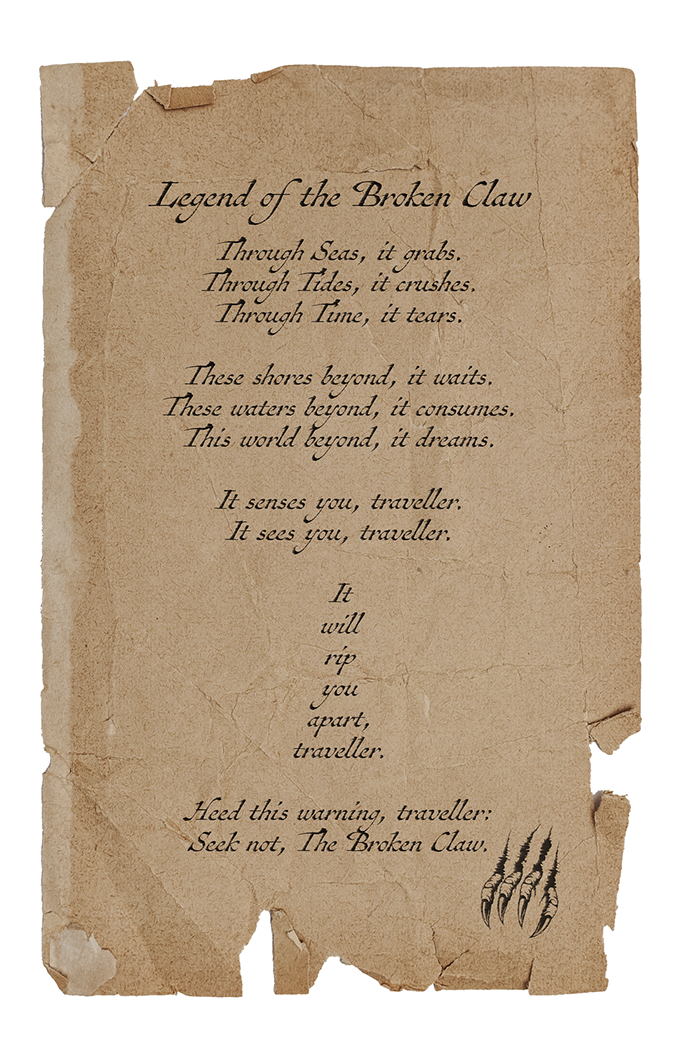 Legend of the Broken Claw
Through Seas, it grabs.
Through Tides, it crushes.
Through Time, it tears.
These shores beyond, it waits.
These waters beyond, it consumes.
This world beyond, it dreams.
It senses you, traveller.
It sees you, traveller.
It
will
rip
you
apart,
traveller.
Heed this warning, traveller:
Seek not, The Broken Claw.